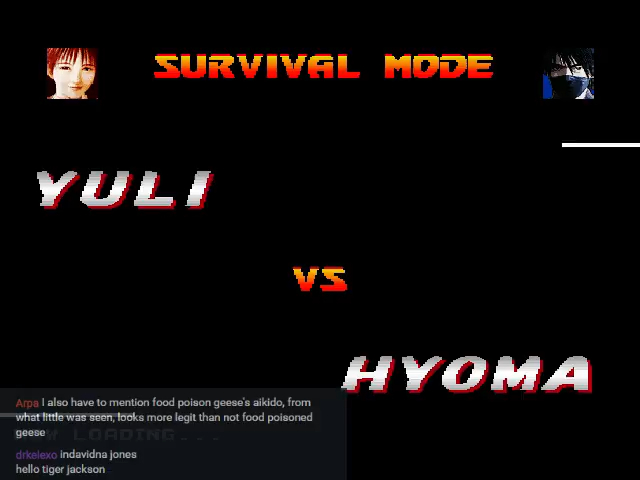 SURVIVAL MODE
YULI
VS
HYOMA
Arpa I also have to mention food poison geese's aikido, from
what little was seen, looks more legit than not food poisoned
geese
LOADING...
drkelexo indavidna jones
hello tiger jackson